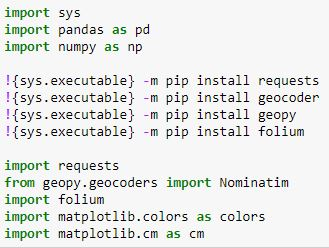 import sys
import pandas as pd
import numpy as np
!{sys.executable} -m pip install requests
!{sys.executable} -m pip install geocoder
!{sys.executable} -m pip install geopy
!{sys.executable} -m pip install folium
import requests
from geopy.geocoders import Nominatim
import folium
import matplotlib.colors as colors
import matplotlib.cm as cm